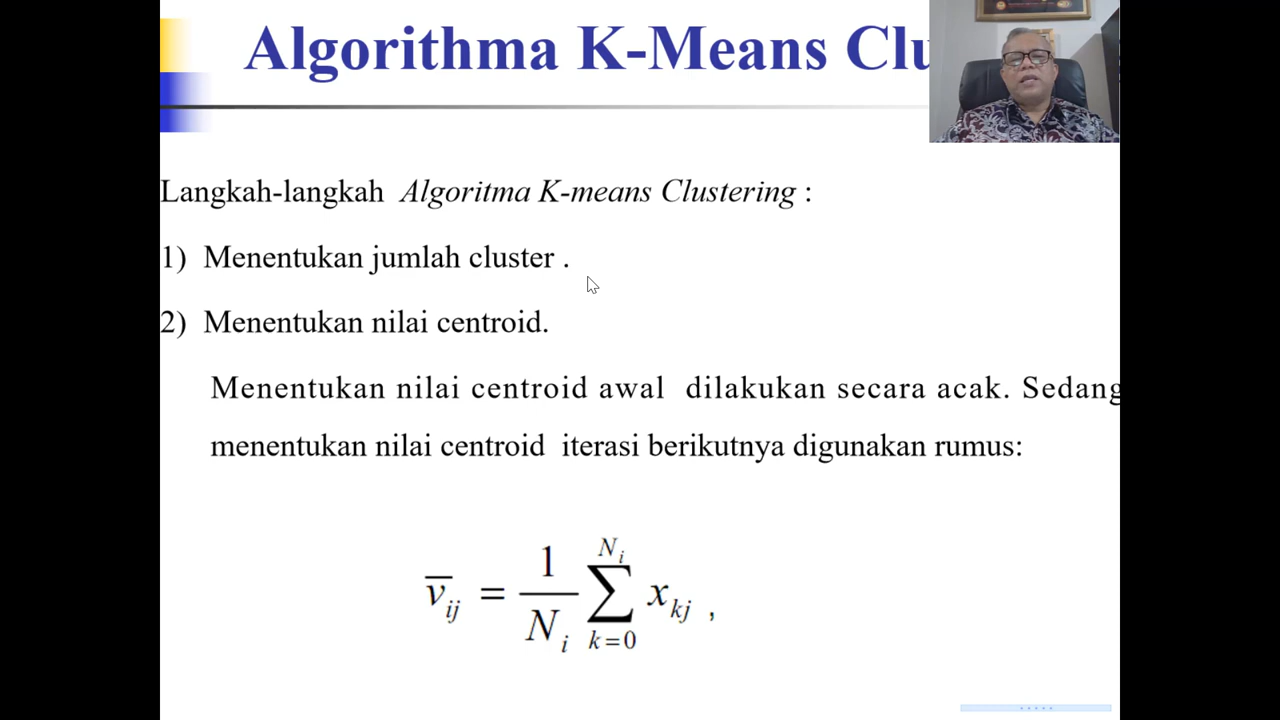 Algorithma K-Means Clu
Langkah-langkah Algoritma K-means Clustering :
1) Menentukan jumlah cluster .
2) Menentukan nilai centroid.
Menentukan nilai centroid awal dilakukan secara acak. Sedang
menentukan nilai centroid iterasi berikutnya digunakan rumus:
v̅ᵢⱼ = 1/Nᵢ ∑ₖ₌₀^Nᵢ xₖⱼ ,